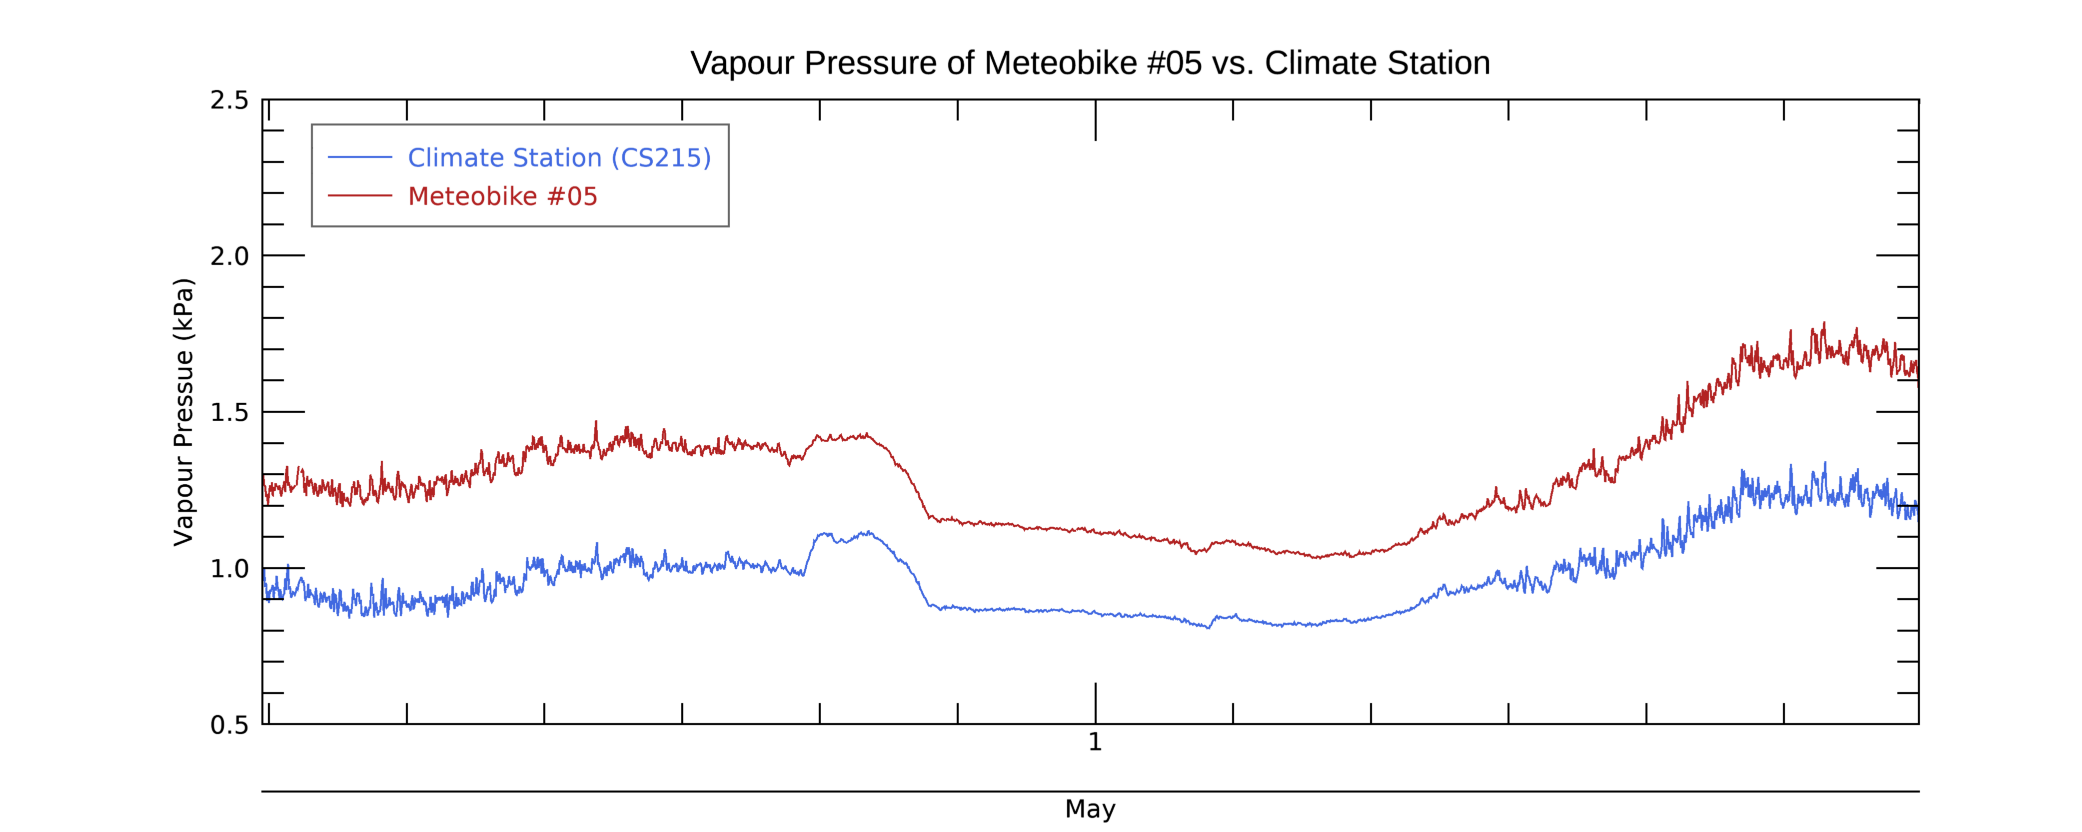 Vapour Pressure of Meteobike #05 vs. Climate Station
2.5
Climate Station (CS215)
Meteobike #05
2.0
1.5
1.0
0.5
Vapour Pressue (kPa)
1
May